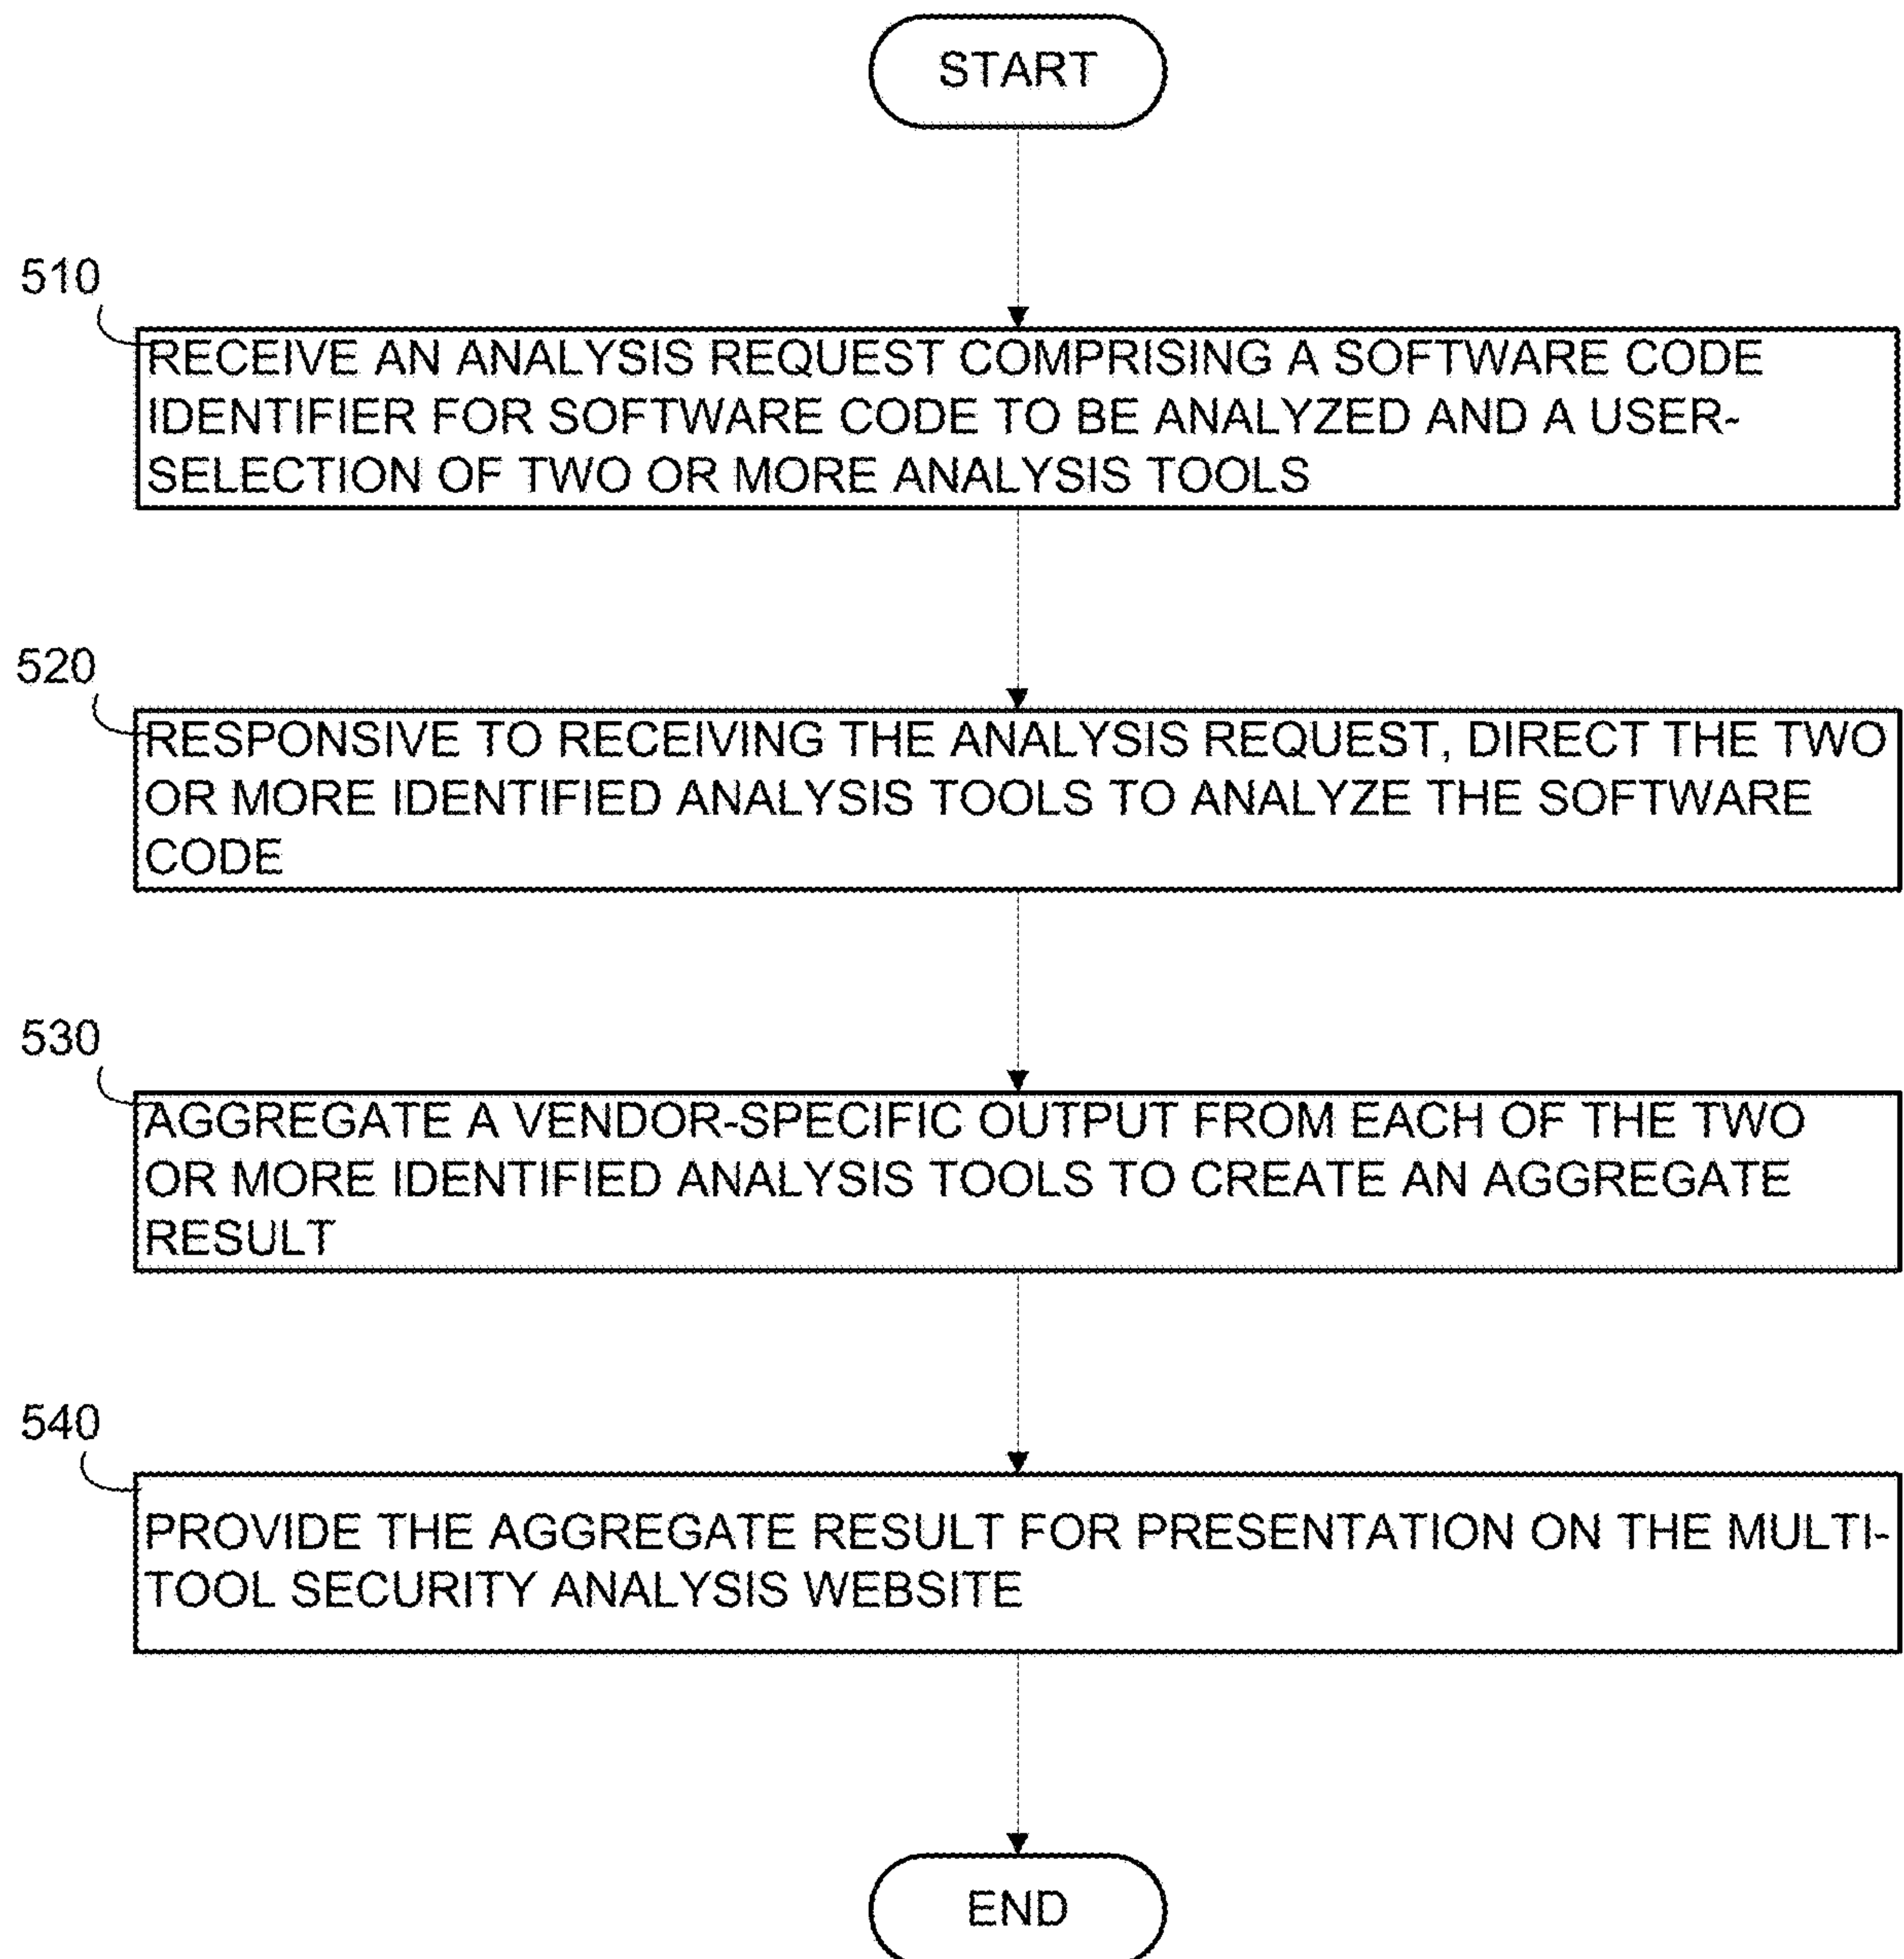 START
510
RECEIVE AN ANALYSIS REQUEST COMPRISING A SOFTWARE CODE
IDENTIFIER FOR SOFTWARE CODE TO BE ANALYZED AND A USER-
SELECTION OF TWO OR MORE ANALYSIS TOOLS
520
RESPONSIVE TO RECEIVING THE ANALYSIS REQUEST, DIRECT THE TWO
OR MORE IDENTIFIED ANALYSIS TOOLS TO ANALYZE THE SOFTWARE
CODE
530
AGGREGATE A VENDOR-SPECIFIC OUTPUT FROM EACH OF THE TWO
OR MORE IDENTIFIED ANALYSIS TOOLS TO CREATE AN AGGREGATE
RESULT
540
PROVIDE THE AGGREGATE RESULT FOR PRESENTATION ON THE MULTI-
TOOL SECURITY ANALYSIS WEBSITE
END